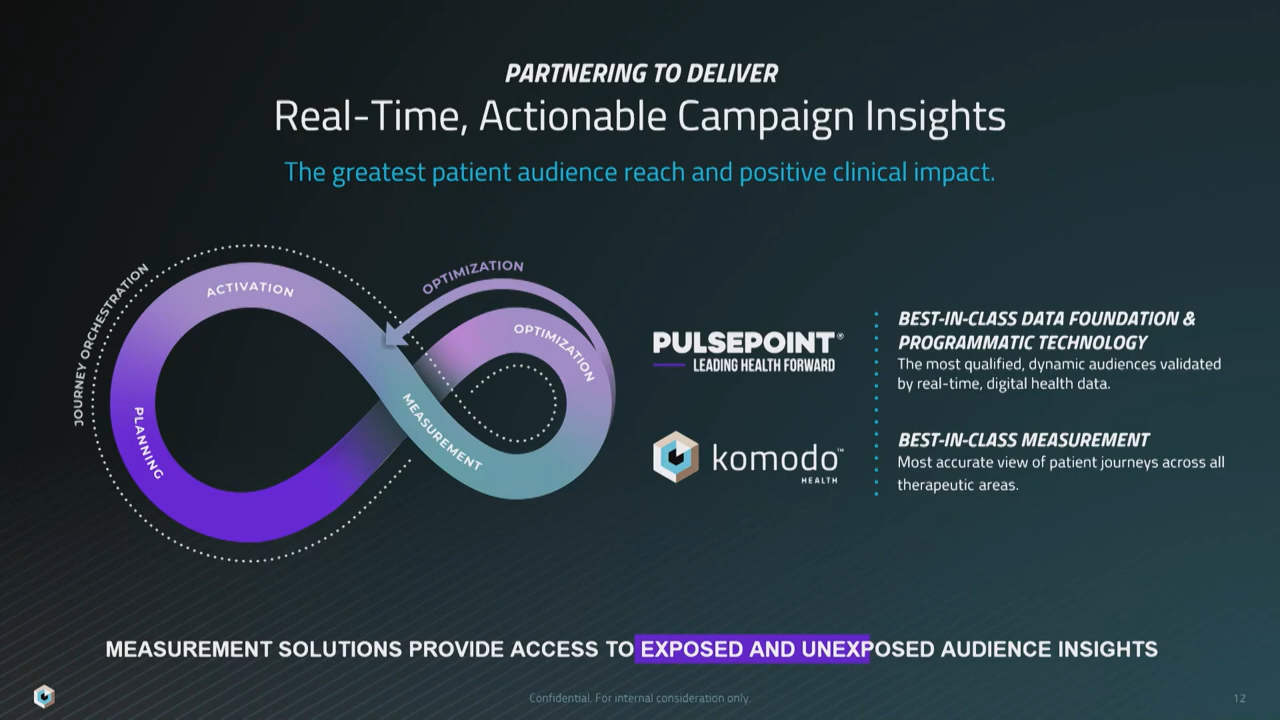 PARTNERING TO DELIVER
Real-Time, Actionable Campaign Insights
The greatest patient audience reach and positive clinical impact.
JOURNEY ORCHESTRATION
ACTIVATION
PLANNING
MEASUREMENT
OPTIMIZATION
OPTIMIZATION
PULSEPOINT®
LEADING HEALTH FORWARD
BEST-IN-CLASS DATA FOUNDATION &
PROGRAMMATIC TECHNOLOGY
The most qualified, dynamic audiences validated
by real-time, digital health data.
komodo™
HEALTH
BEST-IN-CLASS MEASUREMENT
Most accurate view of patient journeys across all
therapeutic areas.
MEASUREMENT SOLUTIONS PROVIDE ACCESS TO EXPOSED AND UNEXPOSED AUDIENCE INSIGHTS
Confidential. For internal consideration only.
12